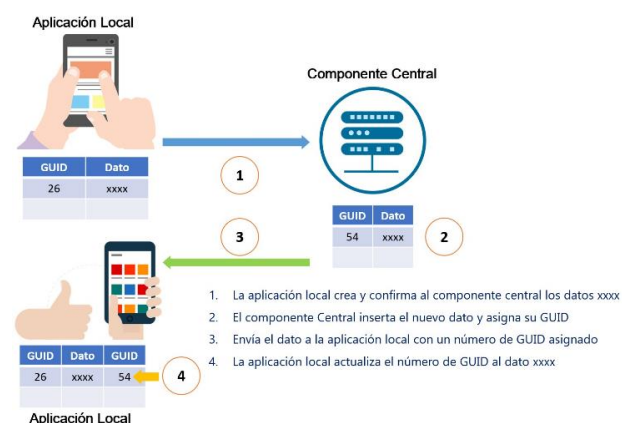 Aplicación Local
Componente Central
GUID Dato
26 xxxx
1
GUID Dato
54 xxxx
2
3
1. La aplicación local crea y confirma al componente central los datos xxxx
2. El componente Central inserta el nuevo dato y asigna su GUID
3. Envía el dato a la aplicación local con un número de GUID asignado
4. La aplicación local actualiza el número de GUID al dato xxxx
GUID Dato GUID
26 xxxx 54
4
Aplicación Local